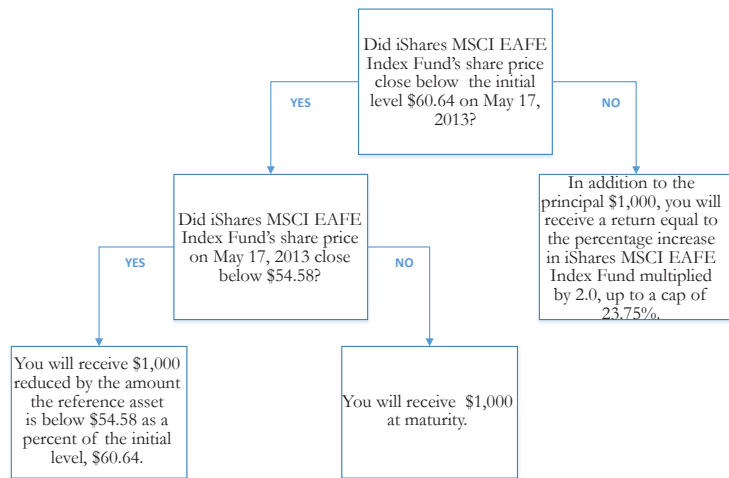 Did iShares MSCI EAFE
Index Fund's share price
close below the initial
level $60.64 on May 17,
2013?
YES
NO
Did iShares MSCI EAFE
Index Fund's share price
on May 17, 2013 close
below $54.58?
In addition to the
principal $1,000, you will
receive a return equal to
the percentage increase
in iShares MSCI EAFE
Index Fund multiplied
by 2.0, up to a cap of
23.75%.
YES
NO
You will receive $1,000
reduced by the amount
the reference asset
is below $54.58 as a
percent of the initial
level, $60.64.
You will receive $1,000
at maturity.